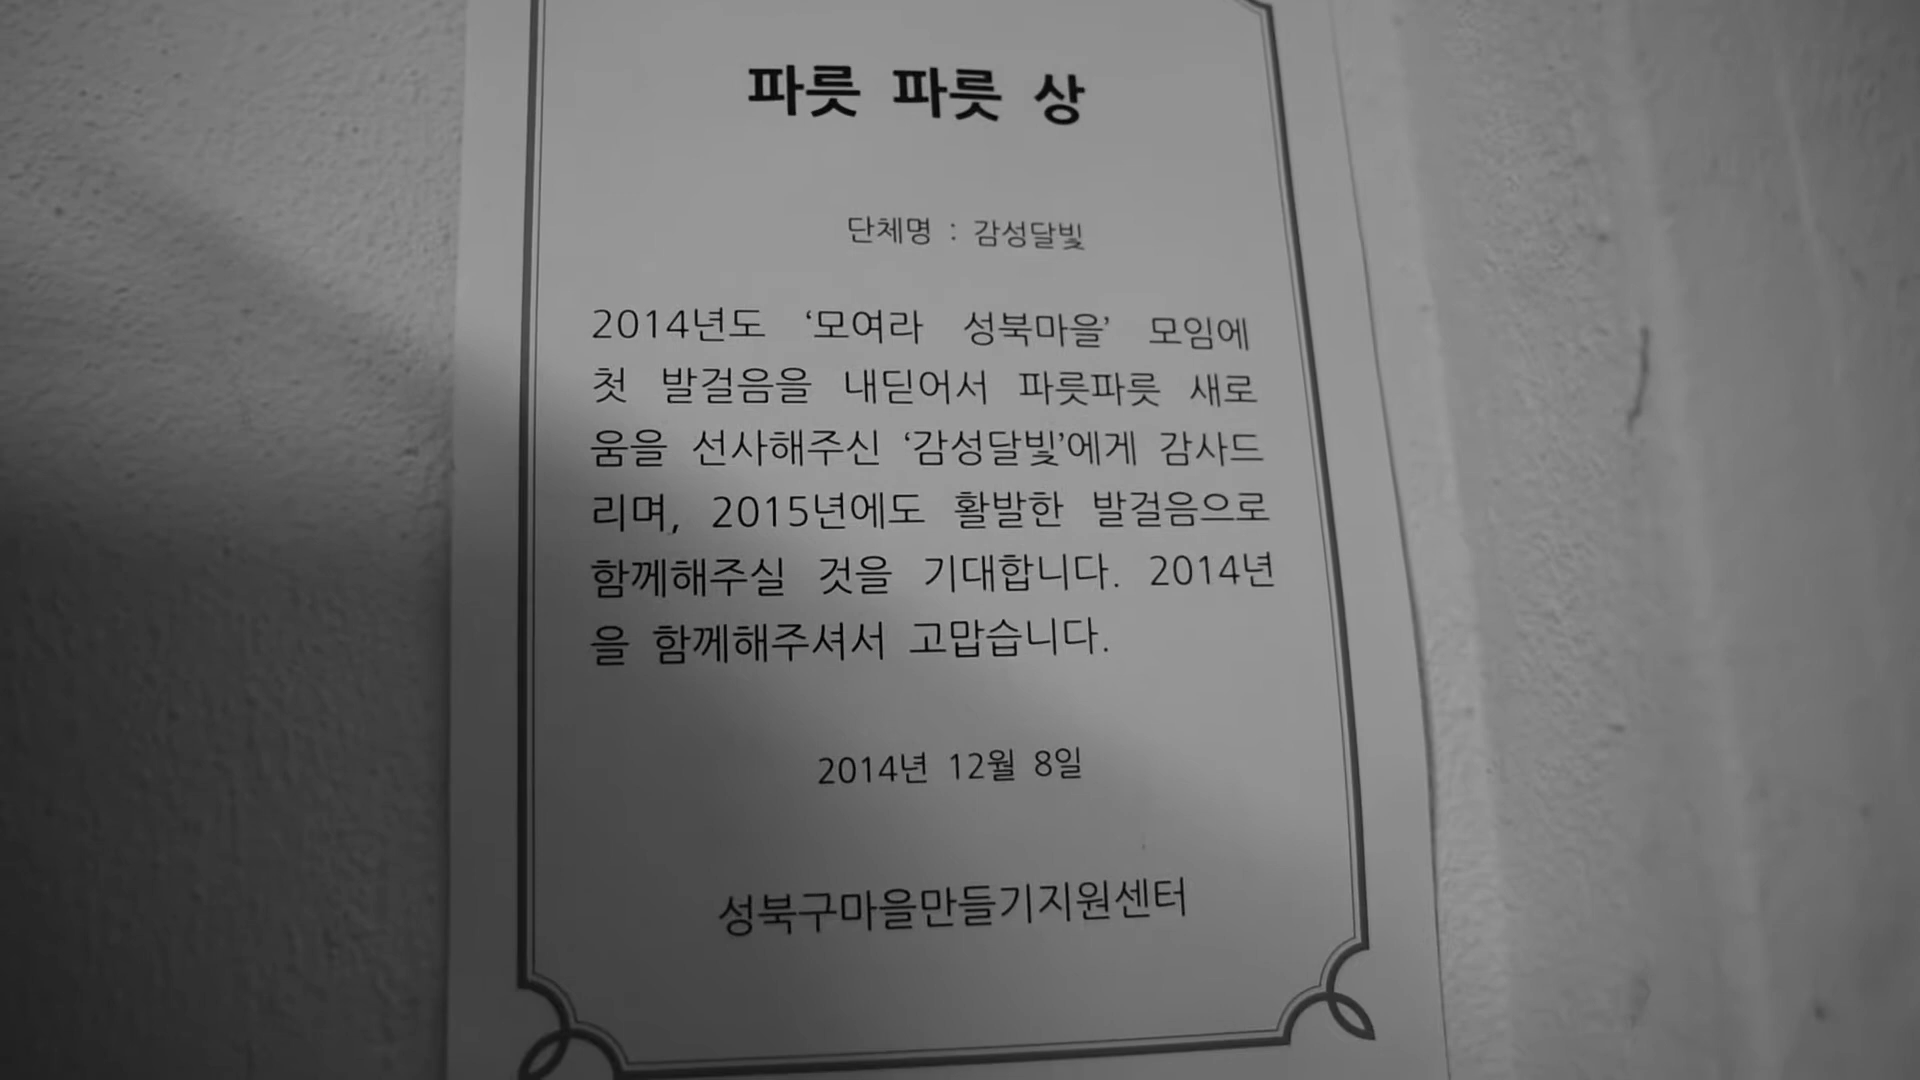 파릇 파릇 상
단체명 : 감성달빛
2014년도 ‘모여라 성북마을’ 모임에
첫 발걸음을 내딛어서 파릇파릇 새로
움을 선사해주신 ‘감성달빛’에게 감사드
리며, 2015년에도 활발한 발걸음으로
함께해주실 것을 기대합니다. 2014년
을 함께해주셔서 고맙습니다.
2014년 12월 8일
성북구마을만들기지원센터